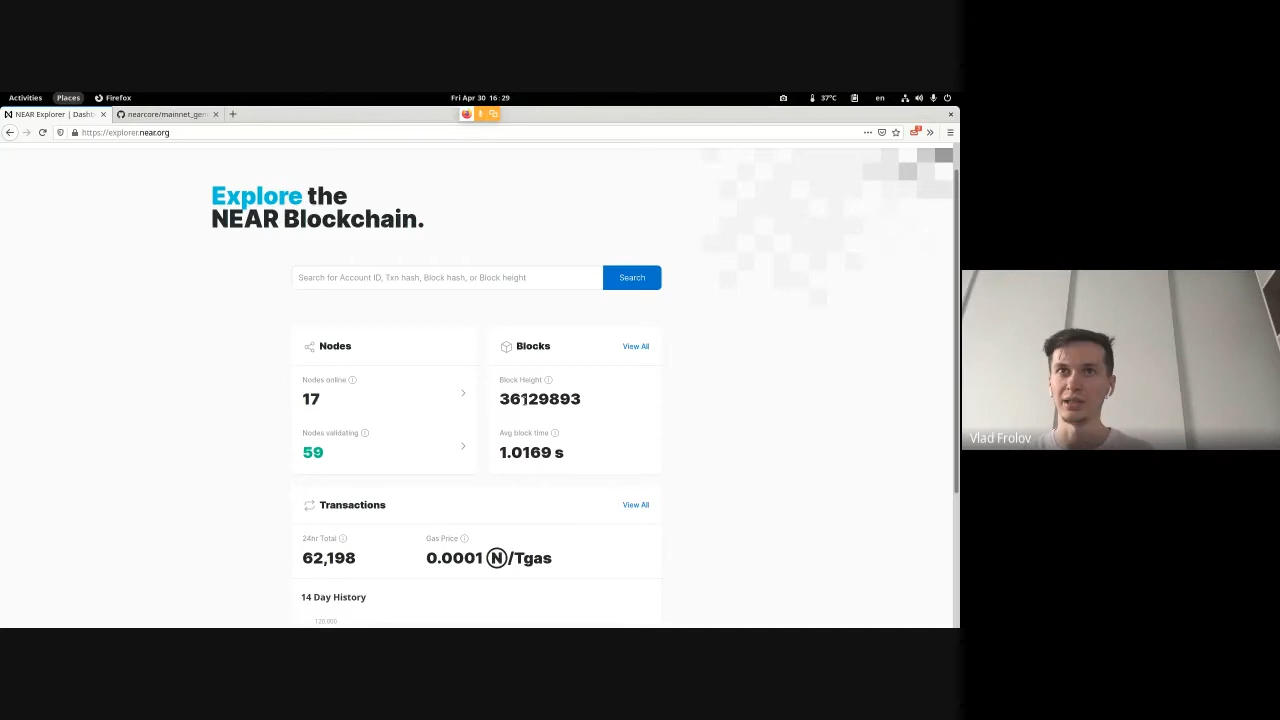 Activities Places Firefox Fri Apr 30 16:29 37°C en
NEAR Explorer | Dashb nearcore/mainnet_gen
https://explorer.near.org
Explore the
NEAR Blockchain.
Search for Account ID, Txn hash, Block hash, or Block height Search
Nodes
Nodes online
17
Nodes validating
59
Blocks View All
Block Height
36129893
Avg block time
1.0169 s
Transactions View All
24hr Total Gas Price
62,198 0.0001 Ⓝ/Tgas
14 Day History
120,000
Vlad Frolov